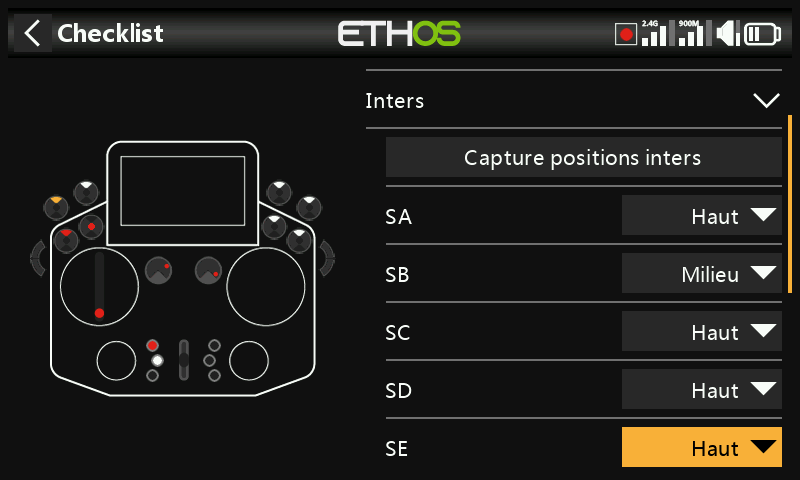 Checklist
ETHOS
2.4G
900M
Inters
Capture positions inters
SA Haut
SB Milieu
SC Haut
SD Haut
SE Haut